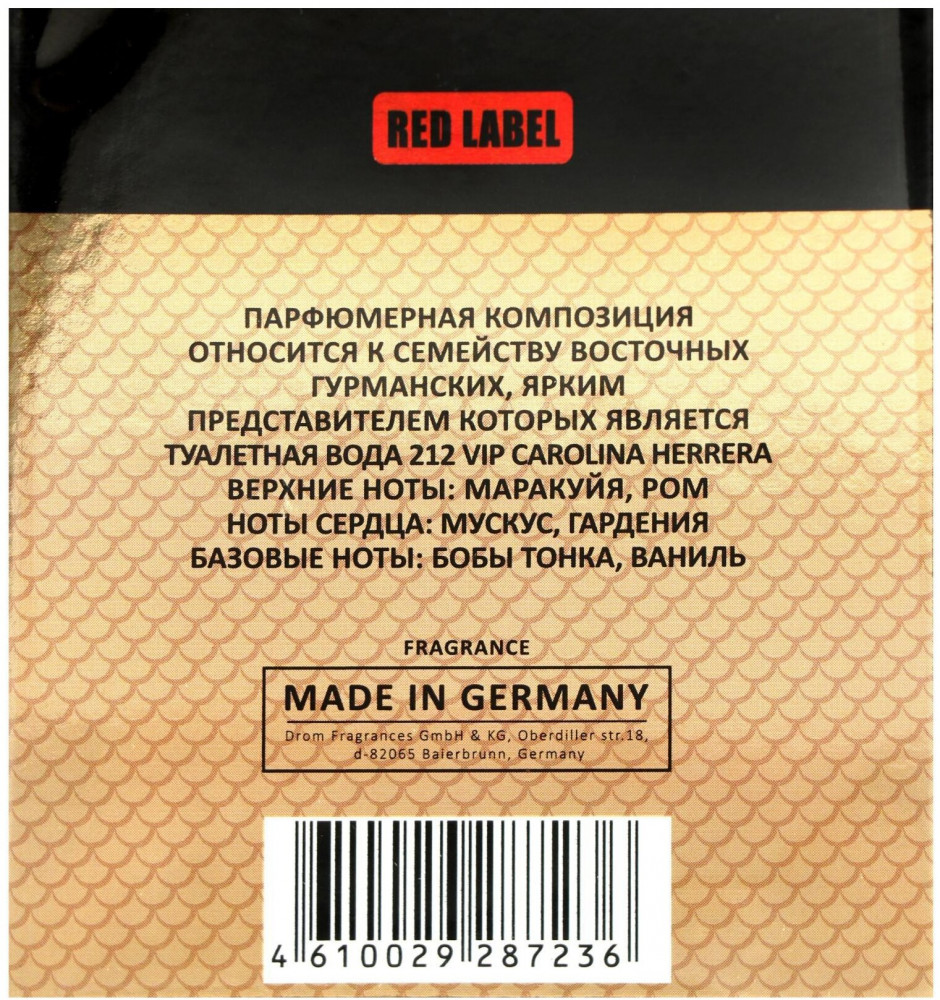 RED LABEL
ПАРФЮМЕРНАЯ КОМПОЗИЦИЯ
ОТНОСИТСЯ К СЕМЕЙСТВУ ВОСТОЧНЫХ
ГУРМАНСКИХ, ЯРКИМ
ПРЕДСТАВИТЕЛЕМ КОТОРЫХ ЯВЛЯЕТСЯ
ТУАЛЕТНАЯ ВОДА 212 VIP CAROLINA HERRERA
ВЕРХНИЕ НОТЫ: МАРАКУЙЯ, РОМ
НОТЫ СЕРДЦА: МУСКУС, ГАРДЕНИЯ
БАЗОВЫЕ НОТЫ: БОБЫ ТОНКА, ВАНИЛЬ
FRAGRANCE
MADE IN GERMANY
Drom Fragrances GmbH & KG, Oberdiller str.18,
d-82065 Baierbrunn, Germany
4 610029 287236